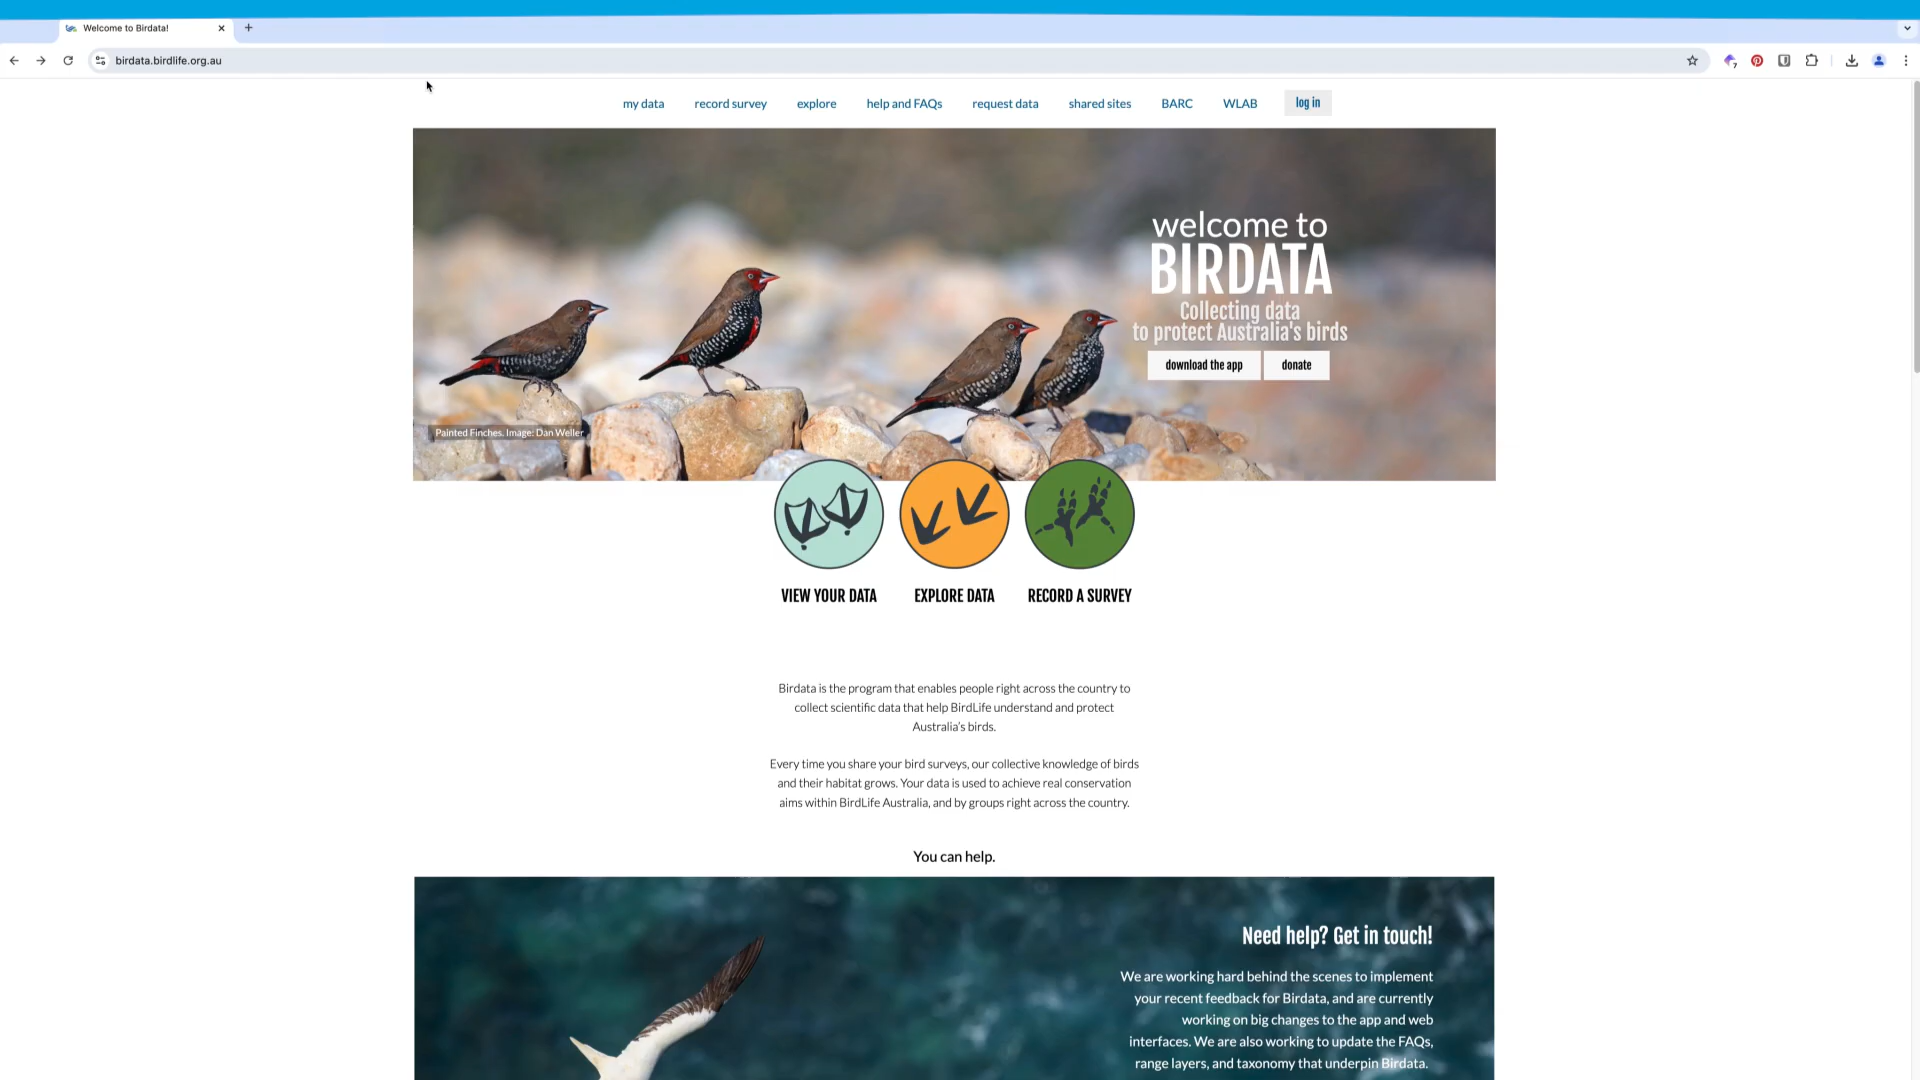 Welcome to Birdata!
birdata.birdlife.org.au
7
my data record survey explore help and FAQs request data shared sites BARC WLAB log in
welcome to
BIRDATA
Collecting data
to protect Australia's birds
download the app donate
Painted Finches. Image: Dan Weller
VIEW YOUR DATA EXPLORE DATA RECORD A SURVEY
Birdata is the program that enables people right across the country to
collect scientific data that help BirdLife understand and protect
Australia's birds.
Every time you share your bird surveys, our collective knowledge of birds
and their habitat grows. Your data is used to achieve real conservation
aims within BirdLife Australia, and by groups right across the country.
You can help.
Need help? Get in touch!
We are working hard behind the scenes to implement
your recent feedback for Birdata, and are currently
working on big changes to the app and web
interfaces. We are also working to update the FAQs,
range layers, and taxonomy that underpin Birdata.